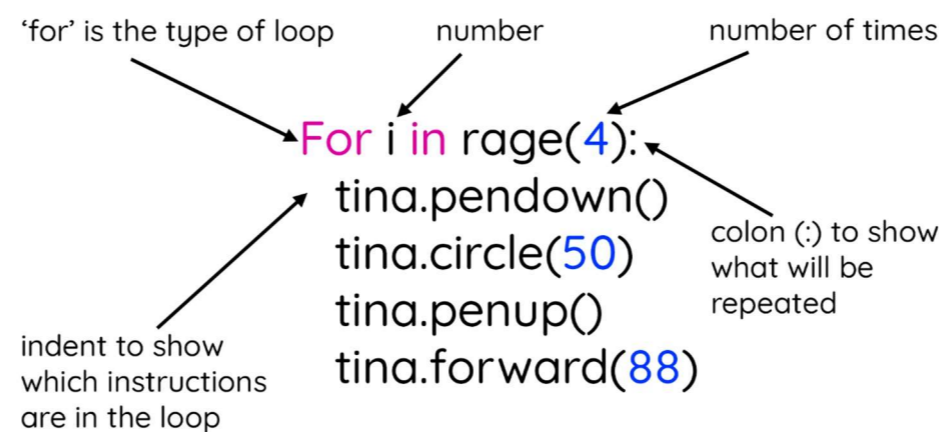 ‘for’ is the type of loop
number
number of times
For i in rage(4):
tina.pendown()
tina.circle(50)
tina.penup()
tina.forward(88)
colon (:) to show
what will be
repeated
indent to show
which instructions
are in the loop